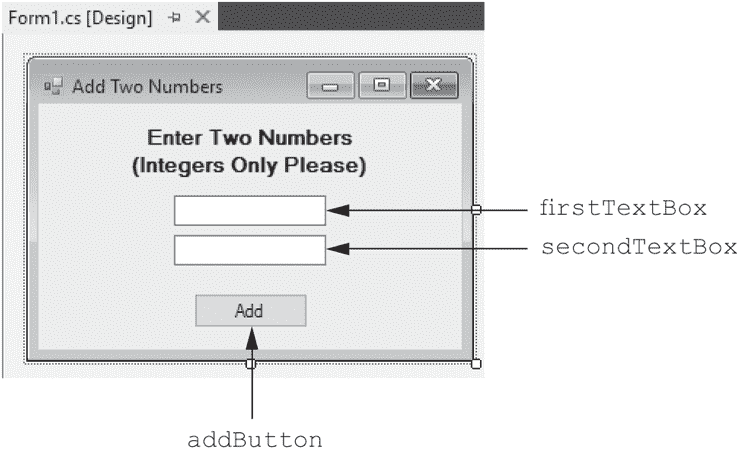 Form1.cs [Design]
Add Two Numbers
Enter Two Numbers
(Integers Only Please)
firstTextBox
secondTextBox
Add
addButton